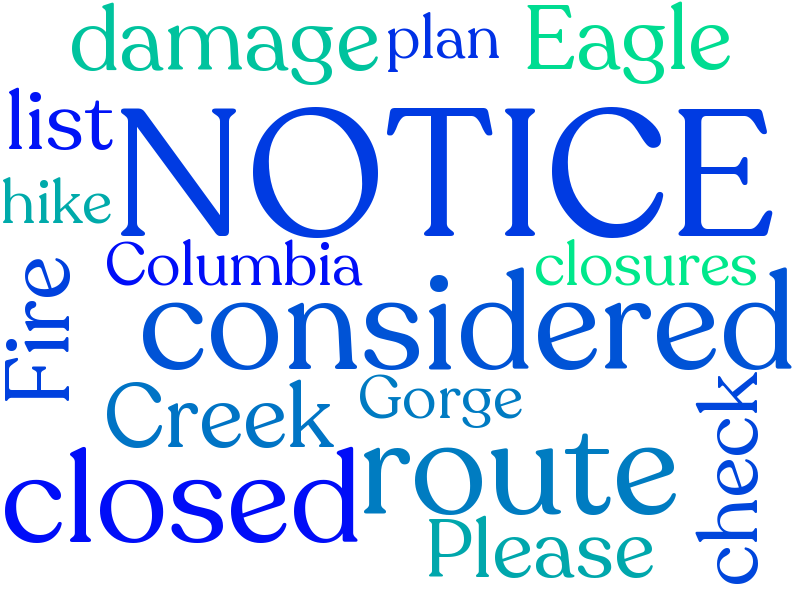 damage plan Eagle
list NOTICE
hike
Columbia closures
Fire considered
Creek Gorge check
closed route
Please